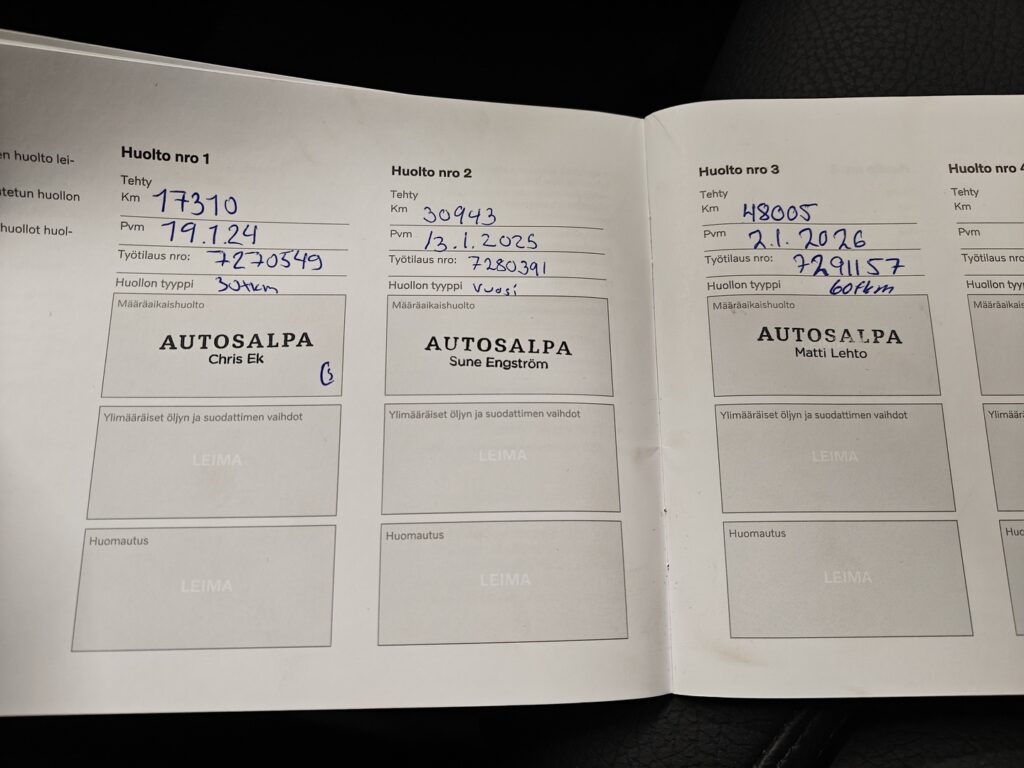 en huolto lei-
tetun huollon
huollot huol-
Huolto nro 1
Tehty
Km 17310
Pvm 19.1.24
Työtilaus nro: 7270549
Huollon tyyppi 30tkm
Määräaikaishuolto
AUTOSALPA
Chris Ek
Ylimääräiset öljyn ja suodattimen vaihdot
LEIMA
Huomautus
LEIMA
Huolto nro 2
Tehty
Km 30943
Pvm 13.1.2025
Työtilaus nro: 7280391
Huollon tyyppi vuosi
Määräaikaishuolto
AUTOSALPA
Sune Engström
Ylimääräiset öljyn ja suodattimen vaihdot
LEIMA
Huomautus
LEIMA
Huolto nro 3
Tehty
Km 48005
Pvm 2.1.2026
Työtilaus nro: 7291157
Huollon tyyppi 60tkm
Määräaikaishuolto
AUTOSALPA
Matti Lehto
Ylimääräiset öljyn ja suodattimen vaihdot
LEIMA
Huomautus
LEIMA
Huolto nro 4
Tehty
Km
Pvm
Työtilaus nro
Huollon tyy
Määräaikaish
Ylimäär
Huo